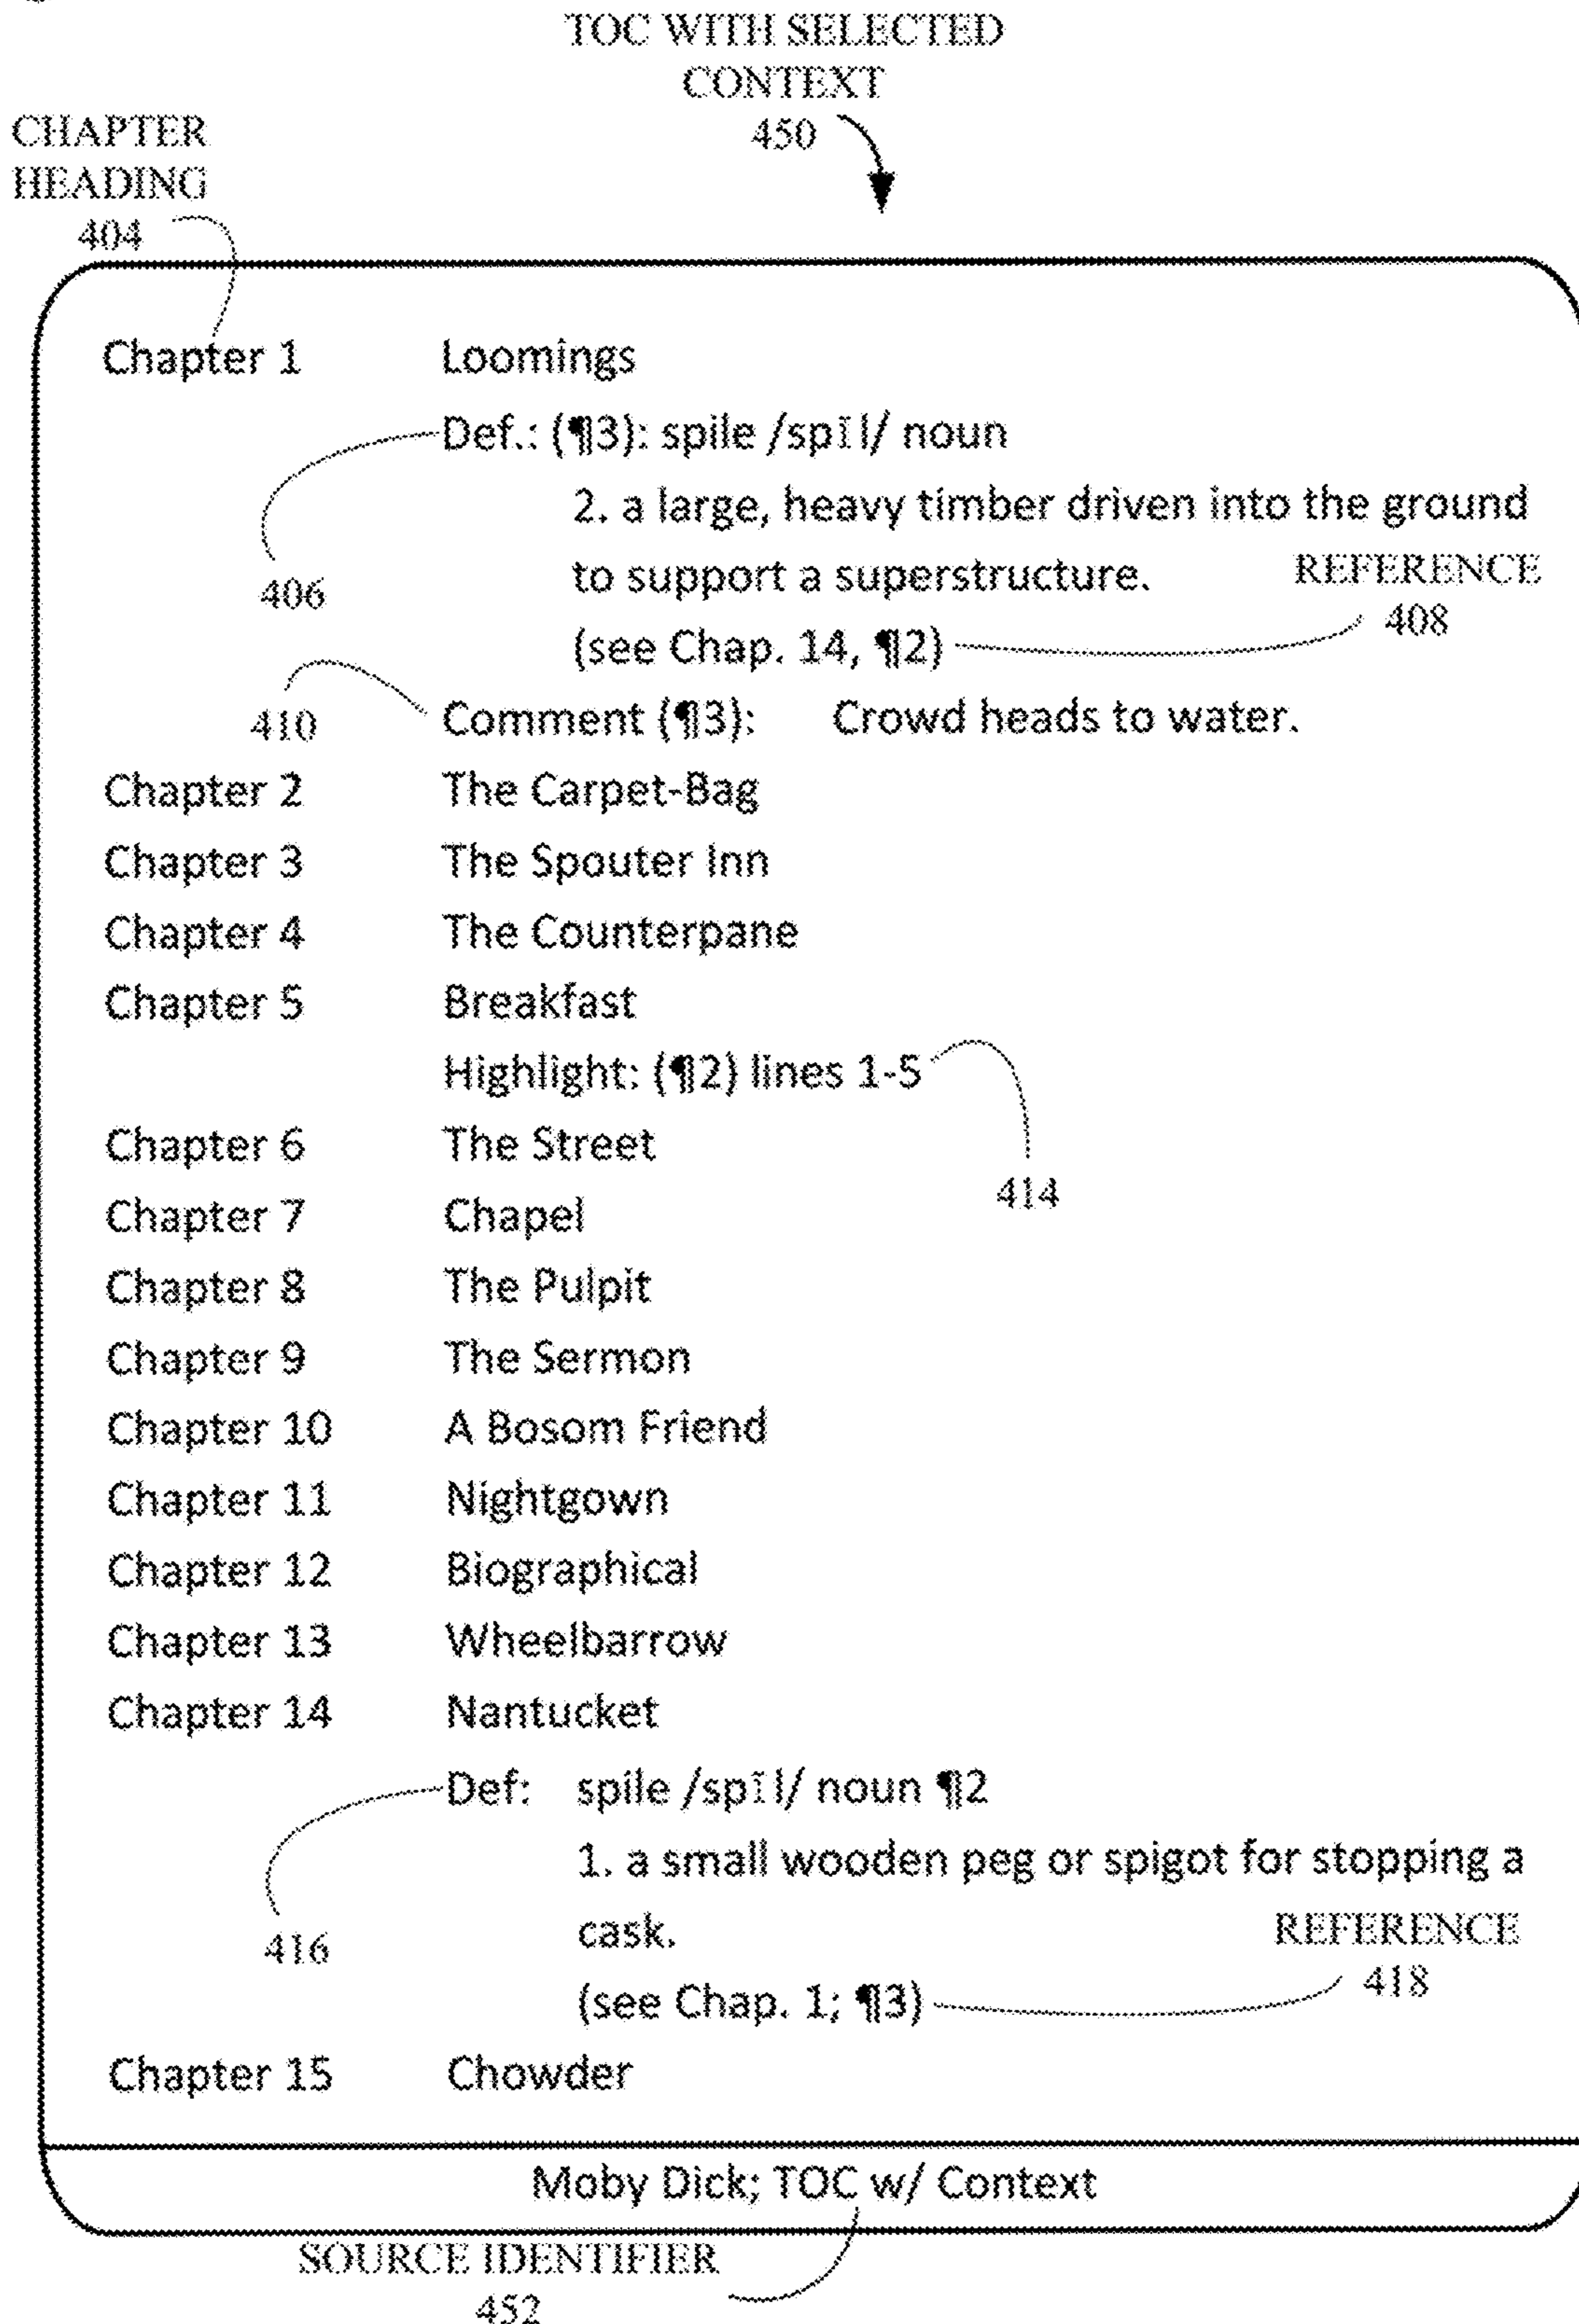 TOC WITH SELECTED
CONTEXT
450
CHAPTER
HEADING
404
Chapter 1 Loomings
Def.: (¶3): spile /spīl/ noun
2. a large, heavy timber driven into the ground
to support a superstructure.
REFERENCE
406
408
(see Chap. 14, ¶2)
410
Comment (¶3): Crowd heads to water.
Chapter 2 The Carpet-Bag
Chapter 3 The Spouter Inn
Chapter 4 The Counterpane
Chapter 5 Breakfast
Highlight: (¶2) lines 1-5
Chapter 6 The Street
414
Chapter 7 Chapel
Chapter 8 The Pulpit
Chapter 9 The Sermon
Chapter 10 A Bosom Friend
Chapter 11 Nightgown
Chapter 12 Biographical
Chapter 13 Wheelbarrow
Chapter 14 Nantucket
Def: spile /spīl/ noun ¶2
1. a small wooden peg or spigot for stopping a
cask.
REFERENCE
416
418
(see Chap. 1; ¶3)
Chapter 15 Chowder
Moby Dick; TOC w/ Context
SOURCE IDENTIFIER
452